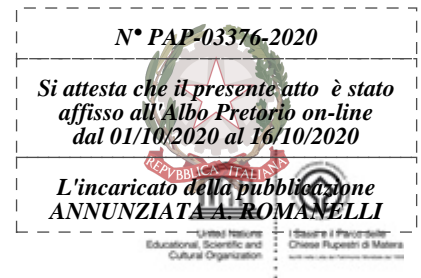 N° PAP-03376-2020
Si attesta che il presente atto è stato
affisso all'Albo Pretorio on-line
dal 01/10/2020 al 16/10/2020
L'incaricato della pubblicazione
ANNUNZIATA A. ROMANELLI
REPVBBLICA ITALIANA
United Nations
Educational, Scientific and
Cultural Organization
I Sassi e il Parco delle
Chiese Rupestri di Matera